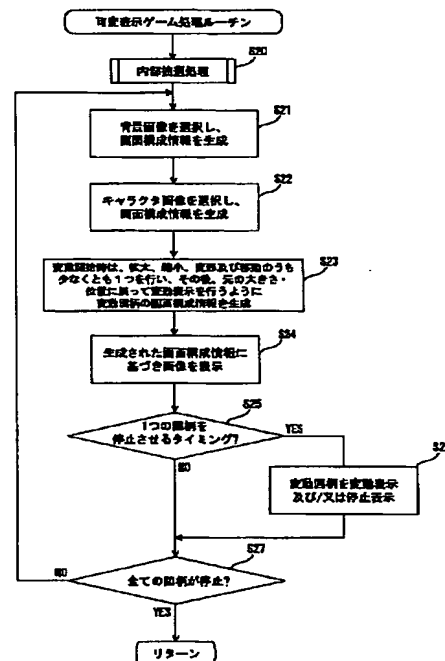 可変表示ゲーム処理ルーチン
S20
内部抽選処理
S21
背景画像を選択し、
画面構成情報を生成
S22
キャラクタ画像を選択し、
画面構成情報を生成
S23
変動開始時は、拡大、縮小、変形及び移動のうち
少なくとも1つを行い、その後、元の大きさ・
位置に戻って変動表示を行うように
変動図柄の画面構成情報を生成
S34
生成された画面構成情報に
基づき画像を表示
S25
1つの図柄を
停止させるタイミング?
YES
NO
S2
変動図柄を変動表示
及び/又は停止表示
S27
全ての図柄が停止?
NO
YES
リターン